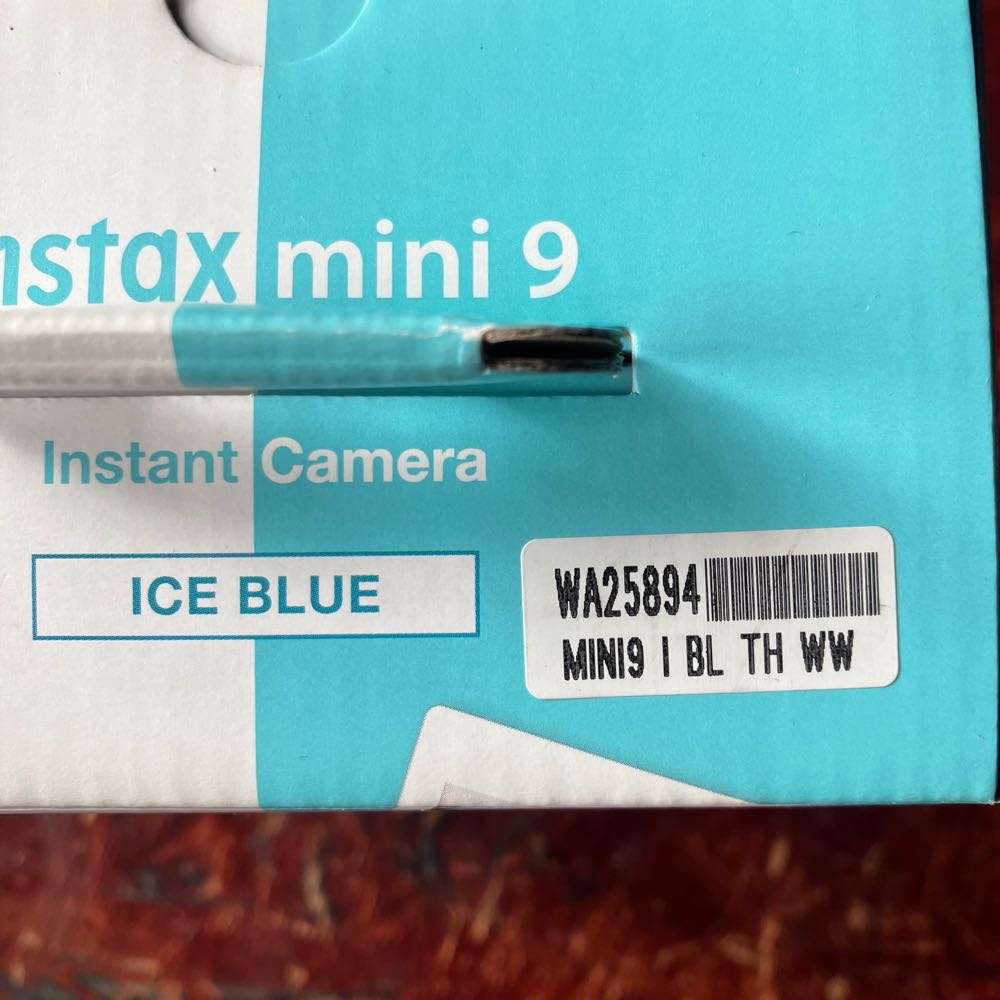 nstax mini 9
Instant Camera
ICE BLUE
WA25894
MINI9 I BL TH WW